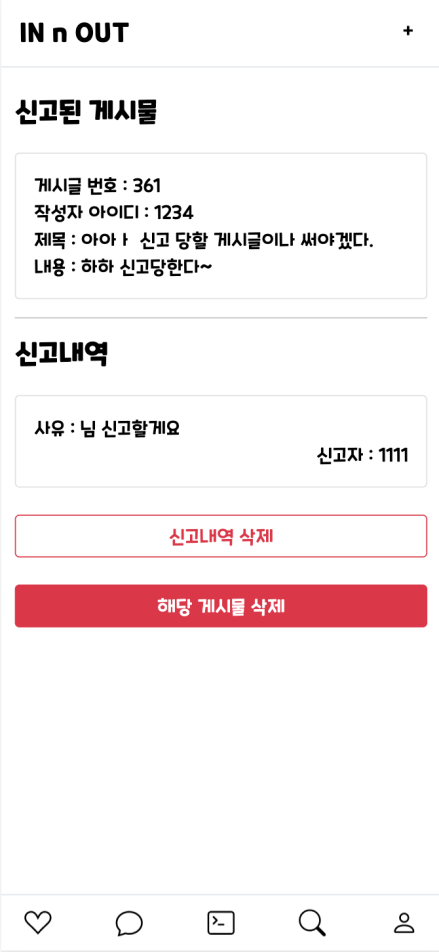 IN n OUT +
신고된 게시물
게시글 번호 : 361
작성자 아이디 : 1234
제목 : 아아ㅏ 신고 당할 게시글이나 써야겠다.
내용 : 하하 신고당한다~
신고내역
사유 : 님 신고할게요
신고자 : 1111
신고내역 삭제
해당 게시물 삭제